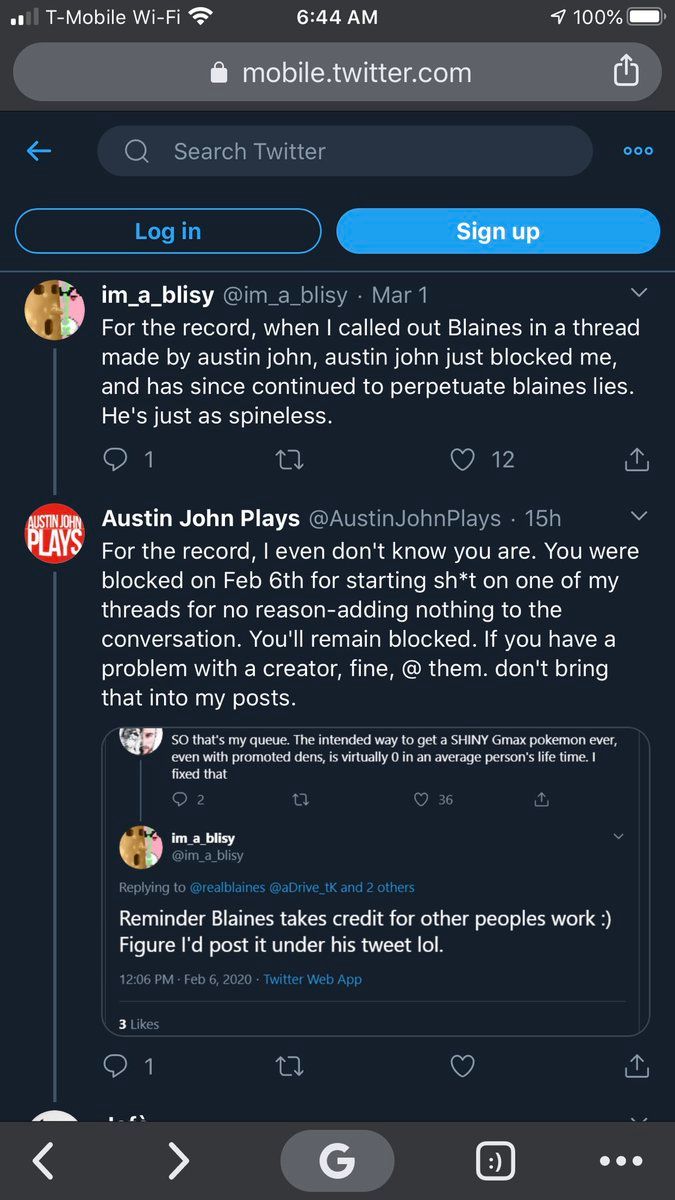 T-Mobile Wi-Fi 6:44 AM 100%
mobile.twitter.com
Search Twitter
Log in Sign up
im_a_blisy @im_a_blisy · Mar 1
For the record, when I called out Blaines in a thread
made by austin john, austin john just blocked me,
and has since continued to perpetuate blaines lies.
He's just as spineless.
1 12
AUSTIN JOHN
PLAYS
Austin John Plays @AustinJohnPlays · 15h
For the record, I even don't know you are. You were
blocked on Feb 6th for starting sh*t on one of my
threads for no reason-adding nothing to the
conversation. You'll remain blocked. If you have a
problem with a creator, fine, @ them. don't bring
that into my posts.
SO that's my queue. The intended way to get a SHINY Gmax pokemon ever,
even with promoted dens, is virtually 0 in an average person's life time. I
fixed that
2 36
im_a_blisy
@im_a_blisy
Replying to @realblaines @aDrive_tK and 2 others
Reminder Blaines takes credit for other peoples work :)
Figure I'd post it under his tweet lol.
12:06 PM · Feb 6, 2020 · Twitter Web App
3 Likes
1
G :)